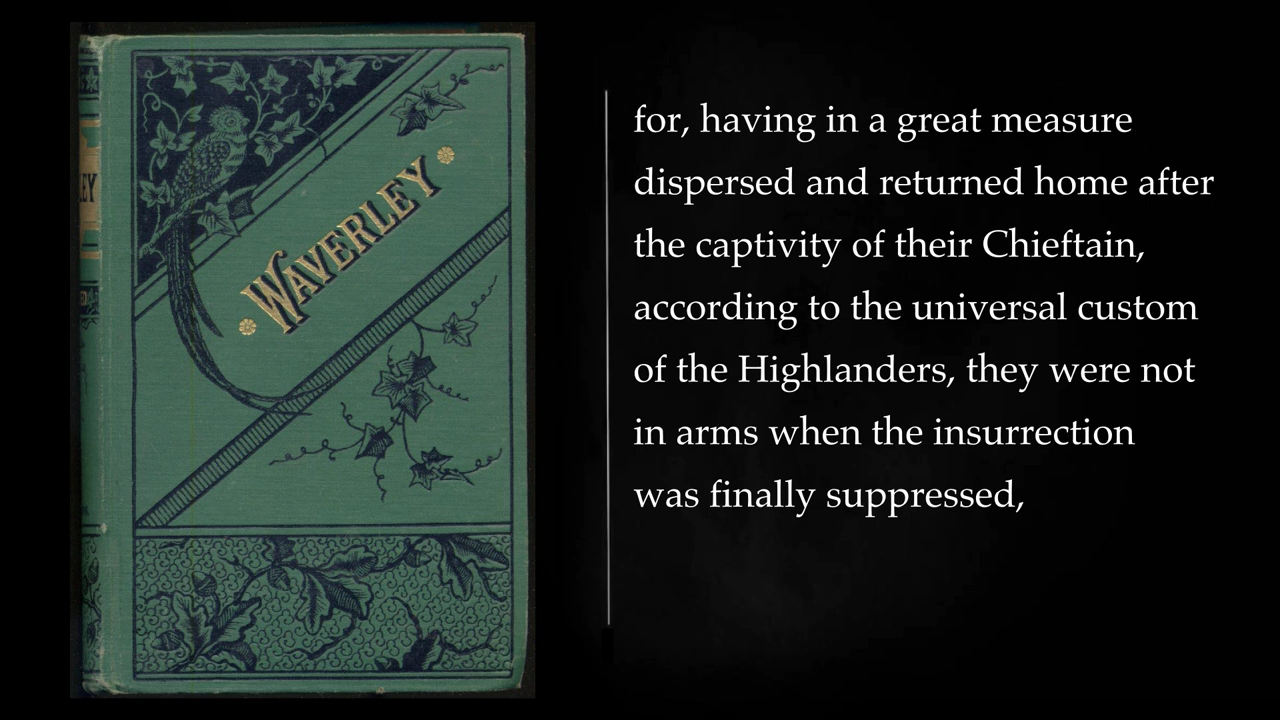 WAVERLEY
for, having in a great measure
dispersed and returned home after
the captivity of their Chieftain,
according to the universal custom
of the Highlanders, they were not
in arms when the insurrection
was finally suppressed,